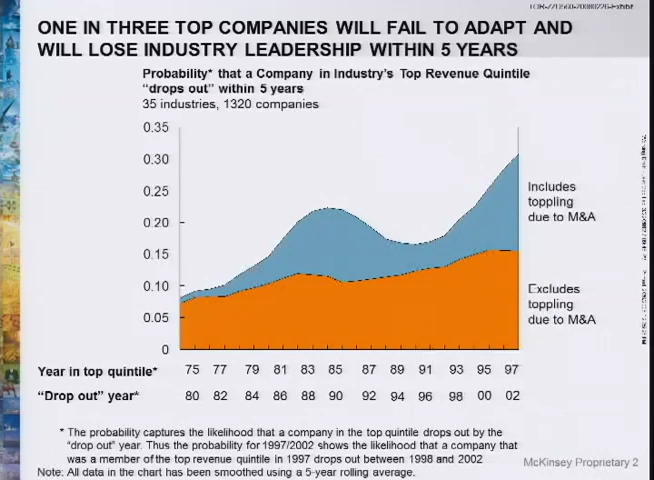 ONE IN THREE TOP COMPANIES WILL FAIL TO ADAPT AND
WILL LOSE INDUSTRY LEADERSHIP WITHIN 5 YEARS
Probability* that a Company in Industry's Top Revenue Quintile
“drops out” within 5 years
35 industries, 1320 companies
0.35
0.30
0.25
0.20
0.15
0.10
0.05
0
Includes
toppling
due to M&A
Excludes
toppling
due to M&A
Year in top quintile* 75 77 79 81 83 85 87 89 91 93 95 97
“Drop out” year* 80 82 84 86 88 90 92 94 96 98 00 02
* The probability captures the likelihood that a company in the top quintile drops out by the
“drop out” year. Thus the probability for 1997/2002 shows the likelihood that a company that
was a member of the top revenue quintile in 1997 drops out between 1998 and 2002
Note: All data in the chart has been smoothed using a 5-year rolling average.
McKinsey Proprietary 2